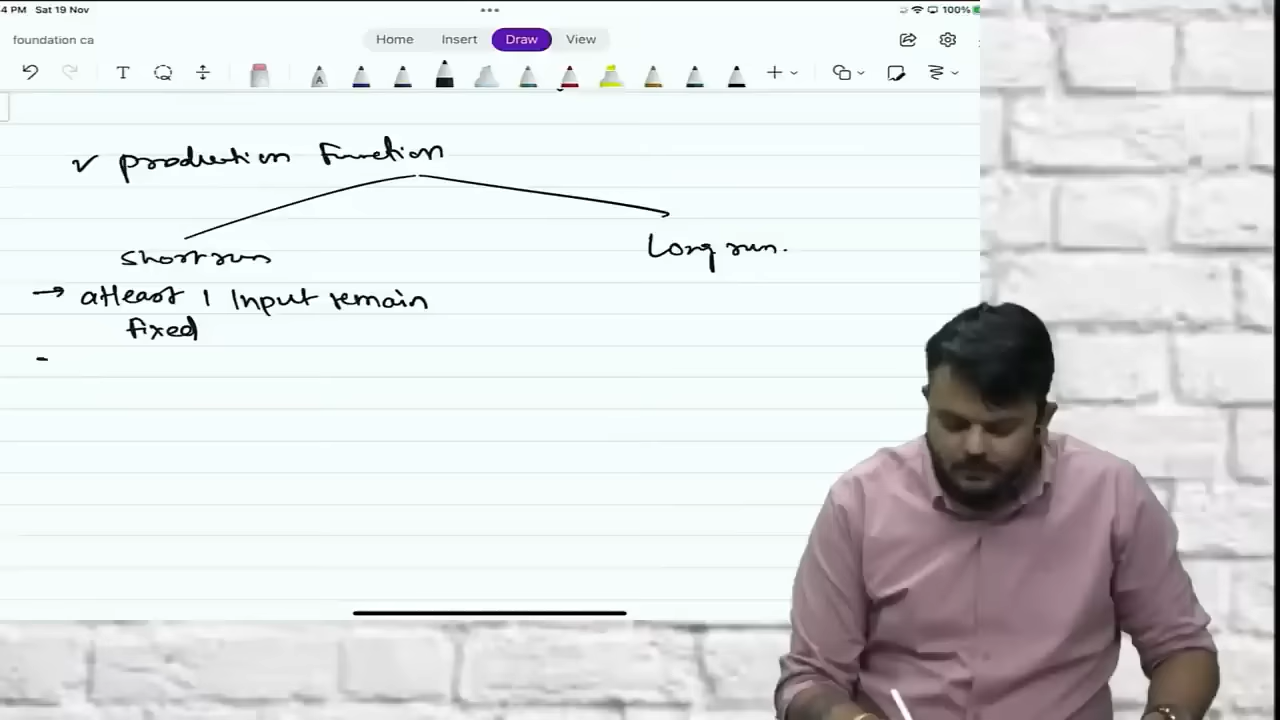 4 PM Sat 19 Nov
100%
foundation ca
Home Insert Draw View
T
A
✓ production Function
Short run
Long run.
→ atleast 1 Input remain
fixed
-